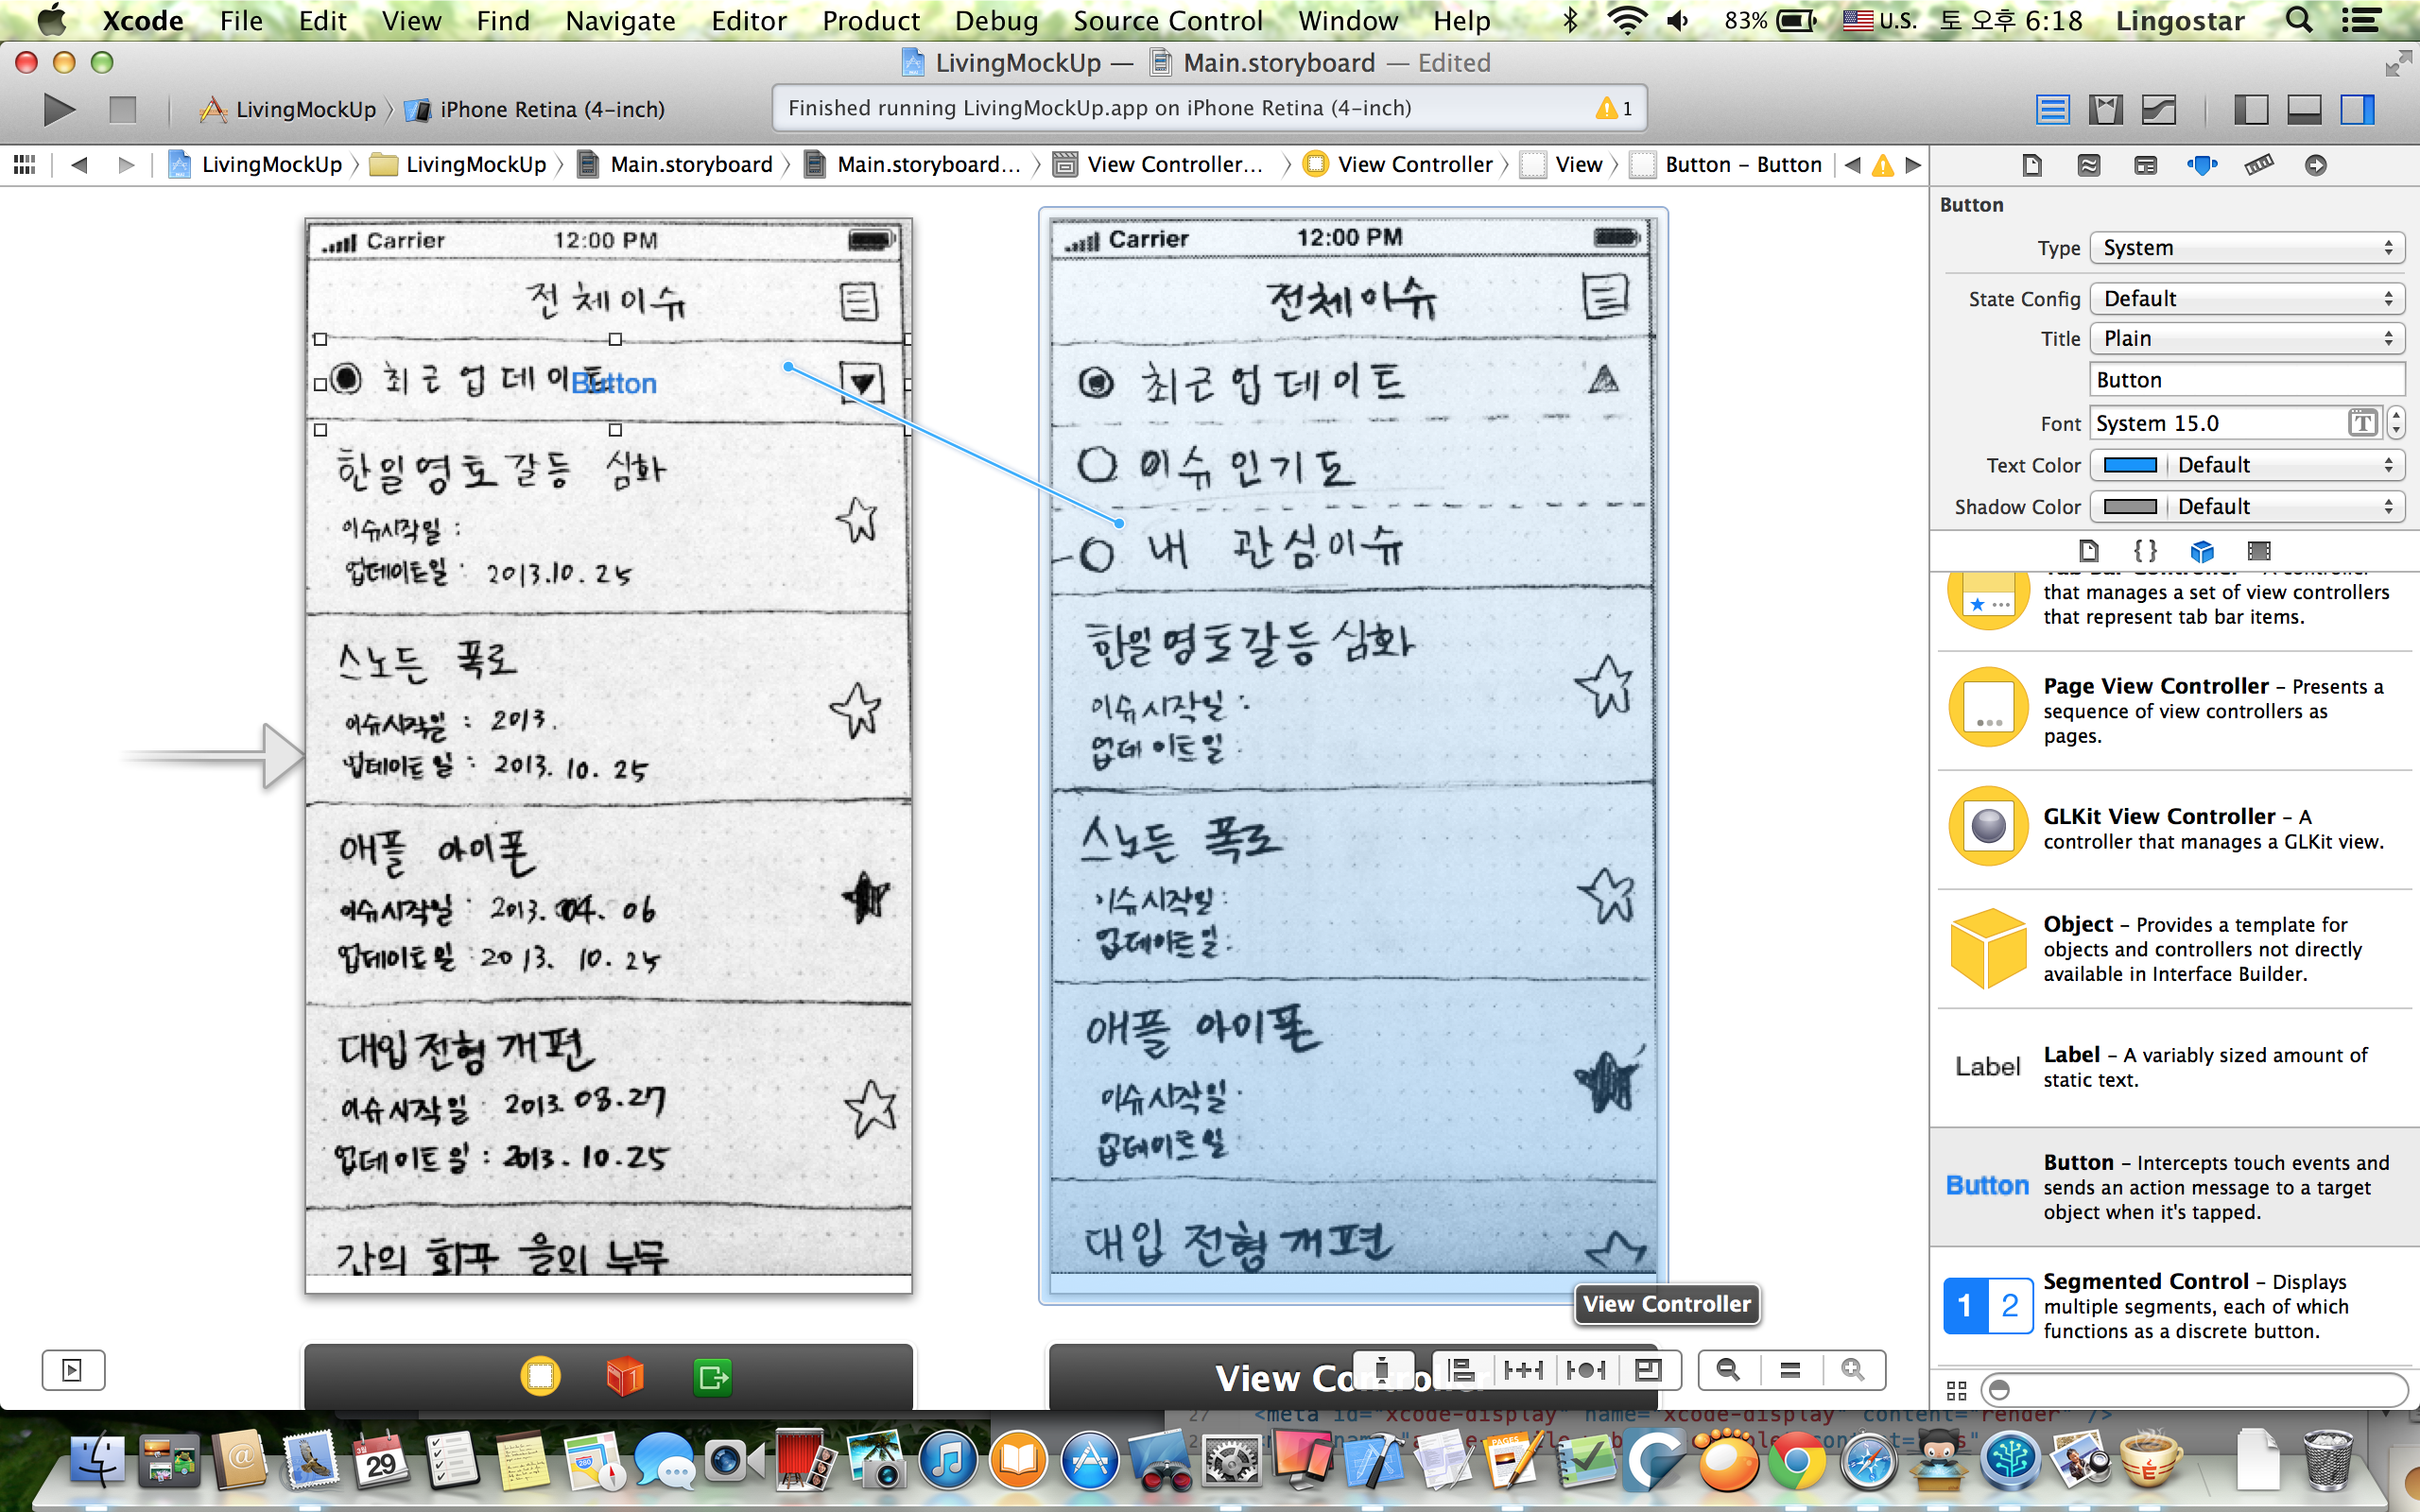 Xcode File Edit View Find Navigate Editor Product Debug Source Control Window Help 83% U.S. 토 오후 6:18 Lingostar
LivingMockUp — Main.storyboard — Edited
LivingMockUp iPhone Retina (4-inch)
Finished running LivingMockUp.app on iPhone Retina (4-inch) 1
LivingMockUp LivingMockUp Main.storyboard Main.storyboard... View Controller... View Controller View Button – Button
Carrier 12:00 PM
전체이슈
최근 업데이트
Button
한일영토갈등 심화
이슈시작일 :
업데이트일 : 2013.10.25
스노든 폭로
이슈시작일 : 2013.
업데이트일 : 2013. 10. 25
애플 아이폰
이슈시작일 : 2013. 04. 06
업데이트일 : 2013. 10. 25
대입전형개편
이슈시작일 : 2013.08.27
업데이트일 : 2013.10.25
Carrier 12:00 PM
전체이슈
최근업데이트
이슈인기도
내 관심이슈
한일영토갈등심화
이슈시작일 :
업데이트일 :
스노든 폭로
이슈시작일 :
업데이트일 :
애플 아이폰
이슈시작일 :
업데이트일
대입 전형개편
View Controller
View Controller
Button
Type System
State Config Default
Title Plain
Button
Font System 15.0 T
Text Color Default
Shadow Color Default
{ }
Tab Bar Controller – A controller
that manages a set of view controllers
that represent tab bar items.
Page View Controller – Presents a
sequence of view controllers as
pages.
GLKit View Controller – A
controller that manages a GLKit view.
Object – Provides a template for
objects and controllers not directly
available in Interface Builder.
Label
Label – A variably sized amount of
static text.
Button
Button – Intercepts touch events and
sends an action message to a target
object when it's tapped.
1 2
Segmented Control – Displays
multiple segments, each of which
functions as a discrete button.
27 <meta id="xcode-display" name="xcode-display" content="render" />
29
PAGES